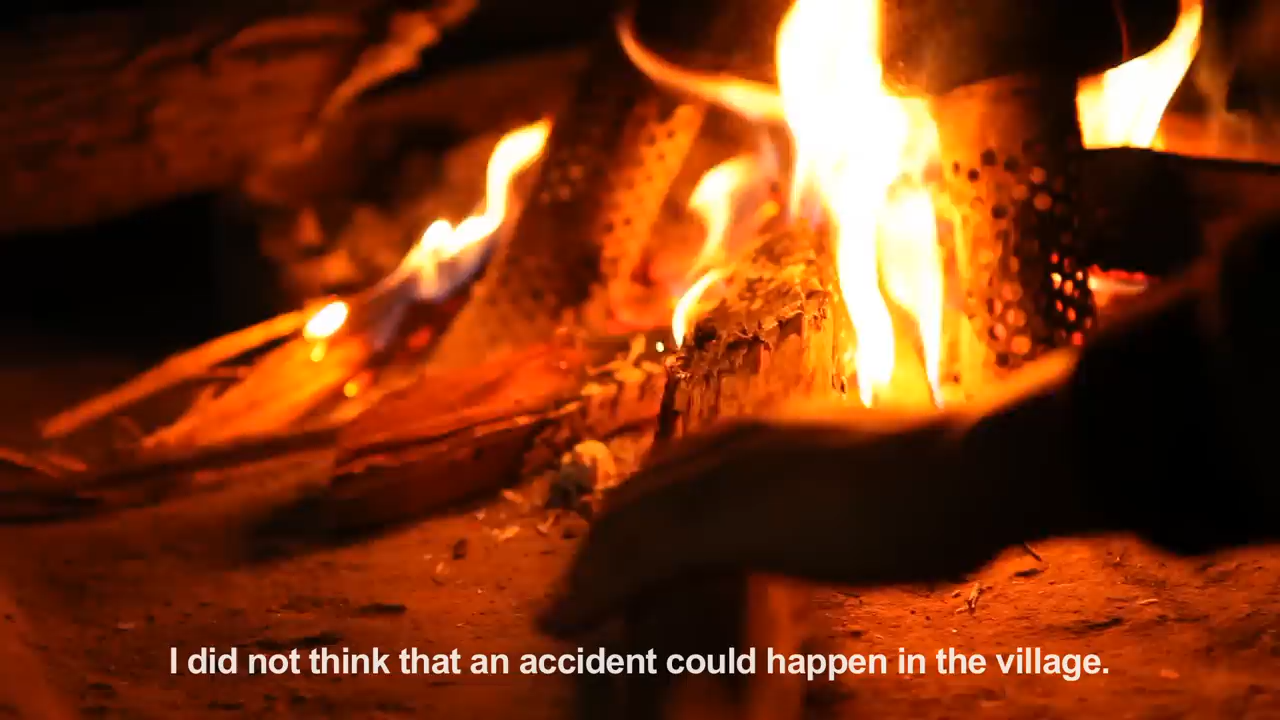 I did not think that an accident could happen in the village.